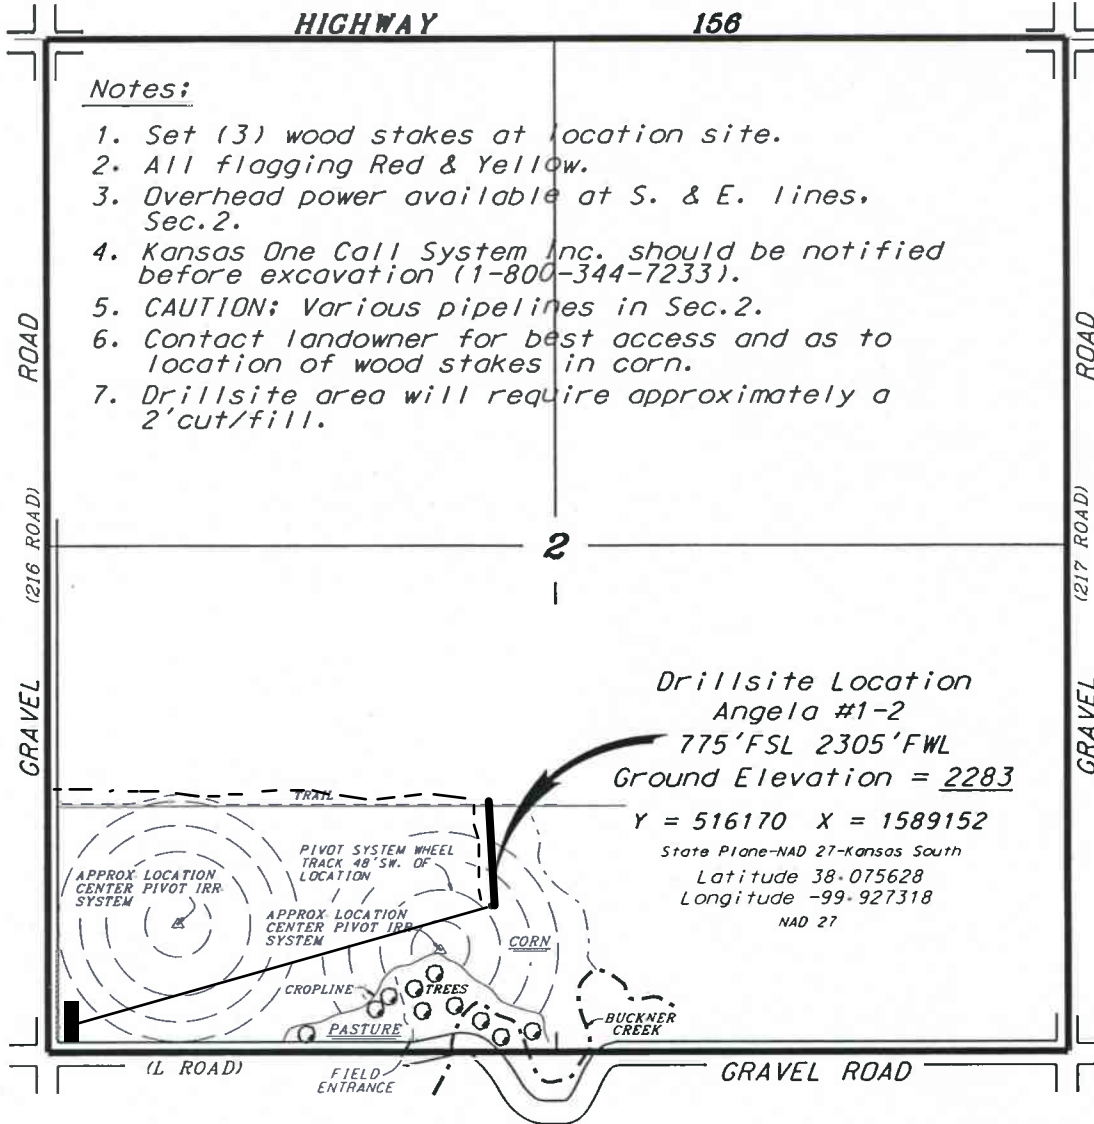 HIGHWAY 156
Notes:
1. Set (3) wood stakes at location site.
2. All flagging Red & Yellow.
3. Overhead power available at S. & E. lines,
Sec.2.
4. Kansas One Call System Inc. should be notified
before excavation (1-800-344-7233).
5. CAUTION: Various pipelines in Sec.2.
6. Contact landowner for best access and as to
location of wood stakes in corn.
7. Drillsite area will require approximately a
2'cut/fill.
GRAVEL (216 ROAD) ROAD
GRAVEL (217 ROAD) ROAD
2
Drillsite Location
Angela #1-2
775'FSL 2305'FWL
Ground Elevation = 2283
Y = 516170 X = 1589152
State Plane-NAD 27-Kansas South
Latitude 38.075628
Longitude -99.927318
NAD 27
TRAIL
PIVOT SYSTEM WHEEL
TRACK 48'SW. OF
LOCATION
APPROX LOCATION
CENTER PIVOT IRR
SYSTEM
APPROX LOCATION
CENTER PIVOT IRR
SYSTEM
CORN
CROPLINE
TREES
PASTURE
BUCKNER
CREEK
(L ROAD)
FIELD
ENTRANCE
GRAVEL ROAD